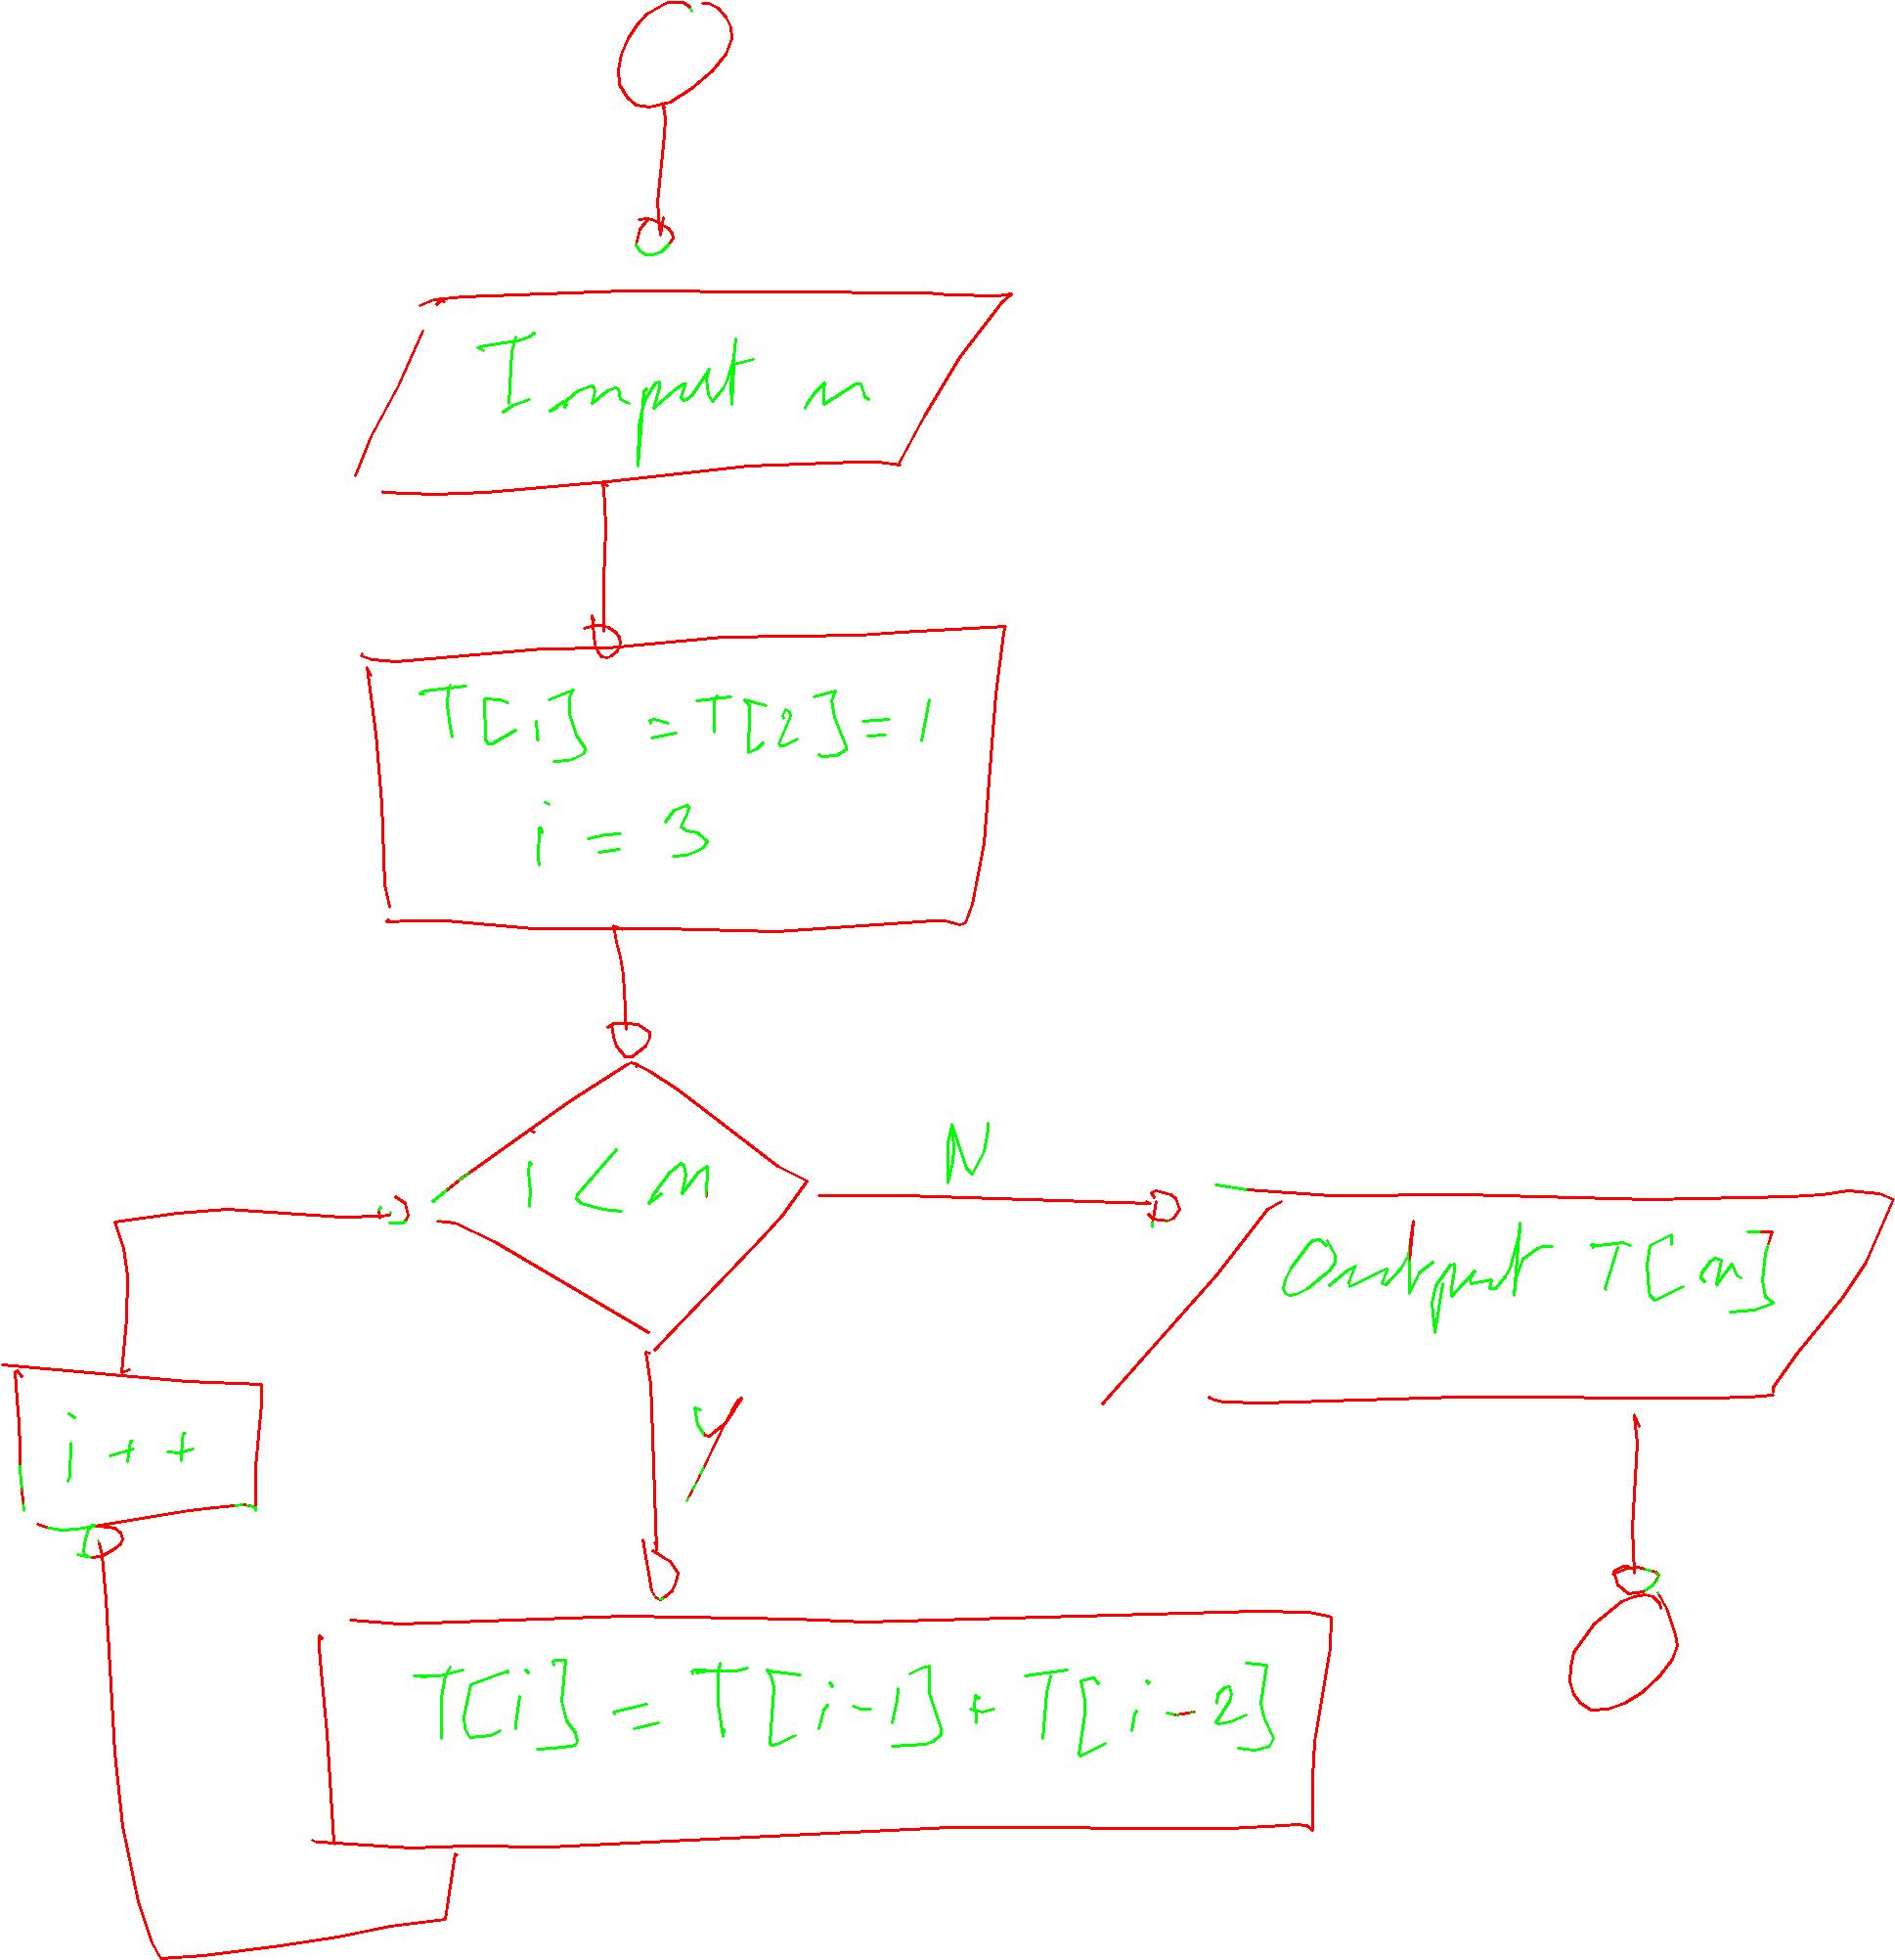 Input n
T[1] = T[2] = 1
i = 3
i < n
N
Output T[n]
Y
i++
T[i] = T[i-1] + T[i-2]